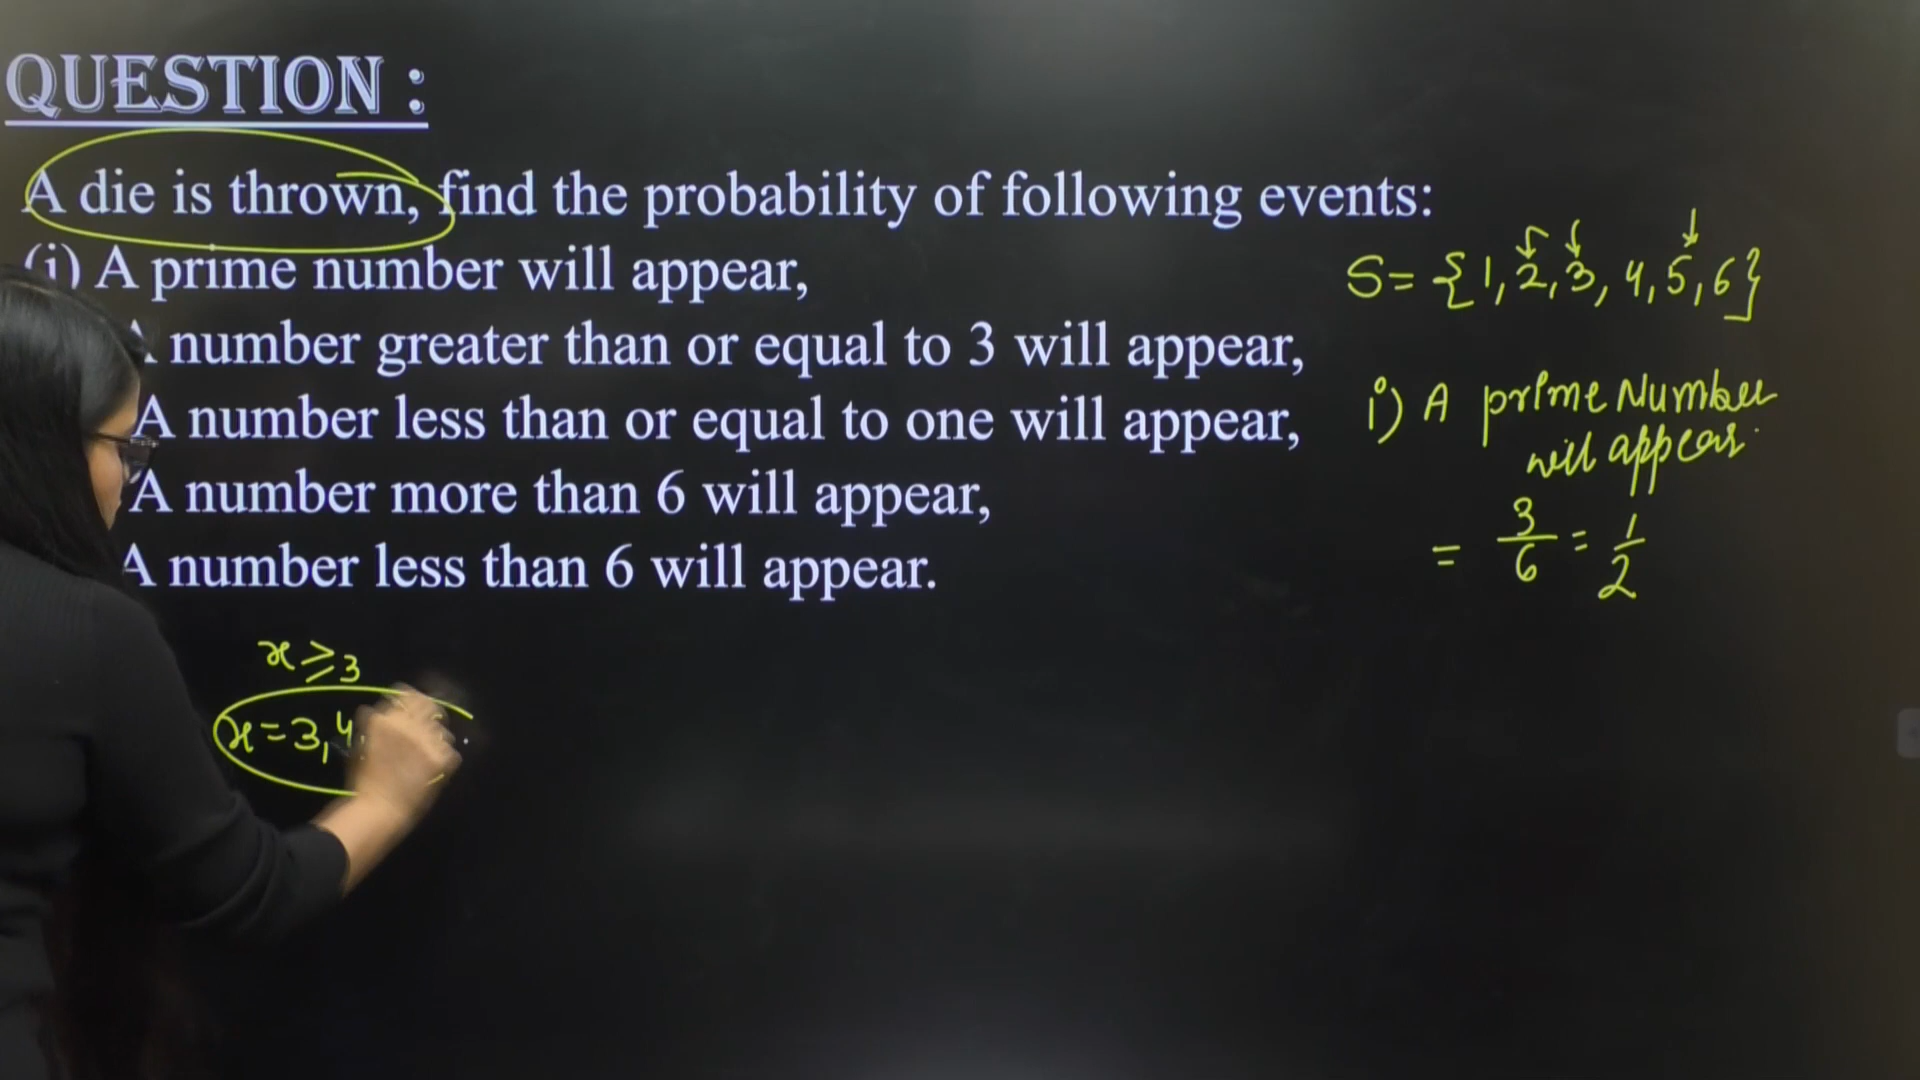 QUESTION :
A die is thrown, find the probability of following events:
(i) A prime number will appear,
A number greater than or equal to 3 will appear,
A number less than or equal to one will appear,
A number more than 6 will appear,
A number less than 6 will appear.
S = {1, 2, 3, 4, 5, 6}
i) A prime Number
will appear.
= 3/6 = 1/2
x ≥ 3
x = 3, 4